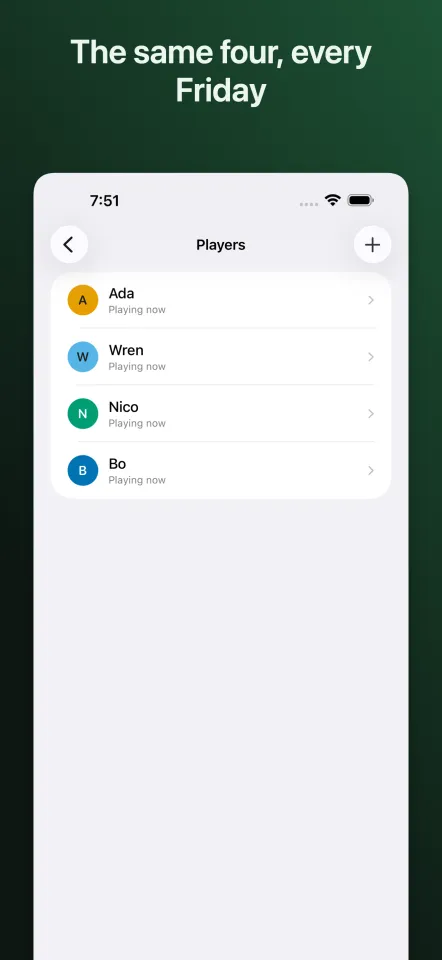 The same four, every
Friday
7:51
Players
A
Ada
Playing now
W
Wren
Playing now
N
Nico
Playing now
B
Bo
Playing now